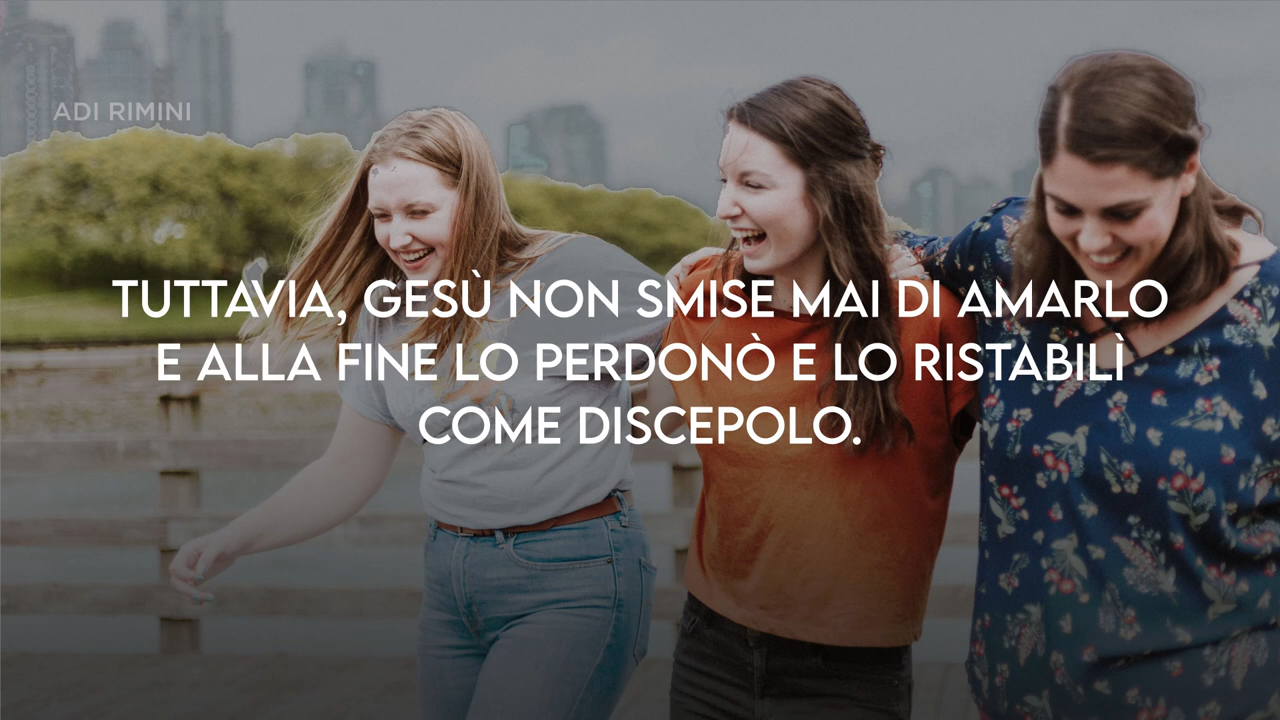 ADI RIMINI
TUTTAVIA, GESÙ NON SMISE MAI DI AMARLO
E ALLA FINE LO PERDONÒ E LO RISTABILÌ
COME DISCEPOLO.